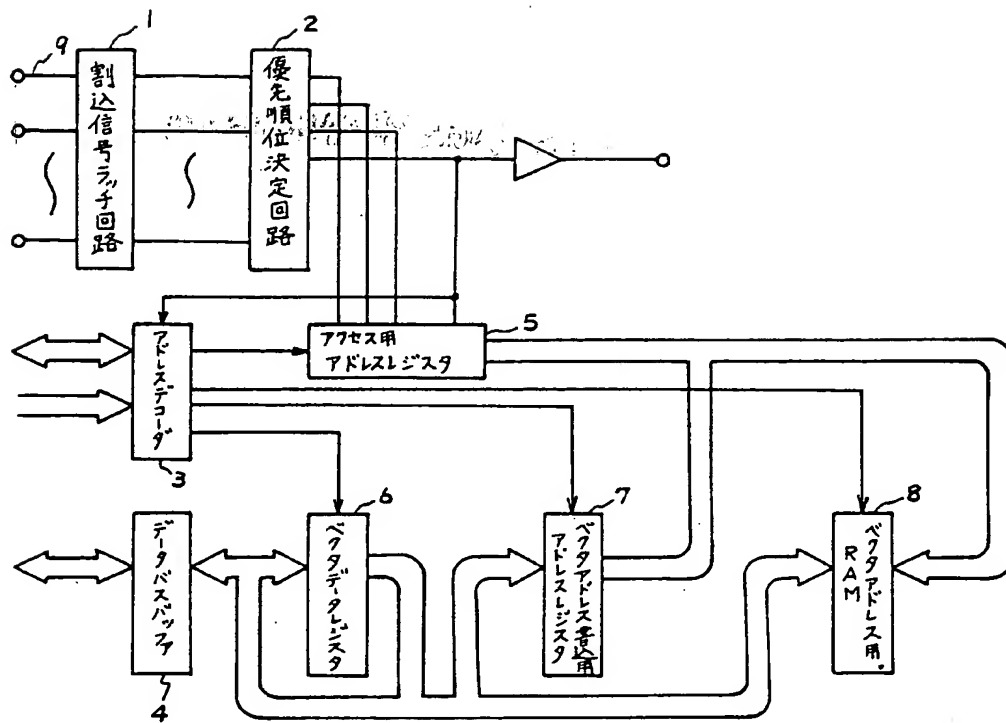 1
2
9
割込信号ラッチ回路
優先順位決定回路
5
アクセス用
アドレスレジスタ
アドレスデコーダ
3
6
7
8
データバスバッファ
4
ベクタデータレジスタ
ベクタアドレス書込用
アドレスレジスタ
ベクタアドレス用
RAM